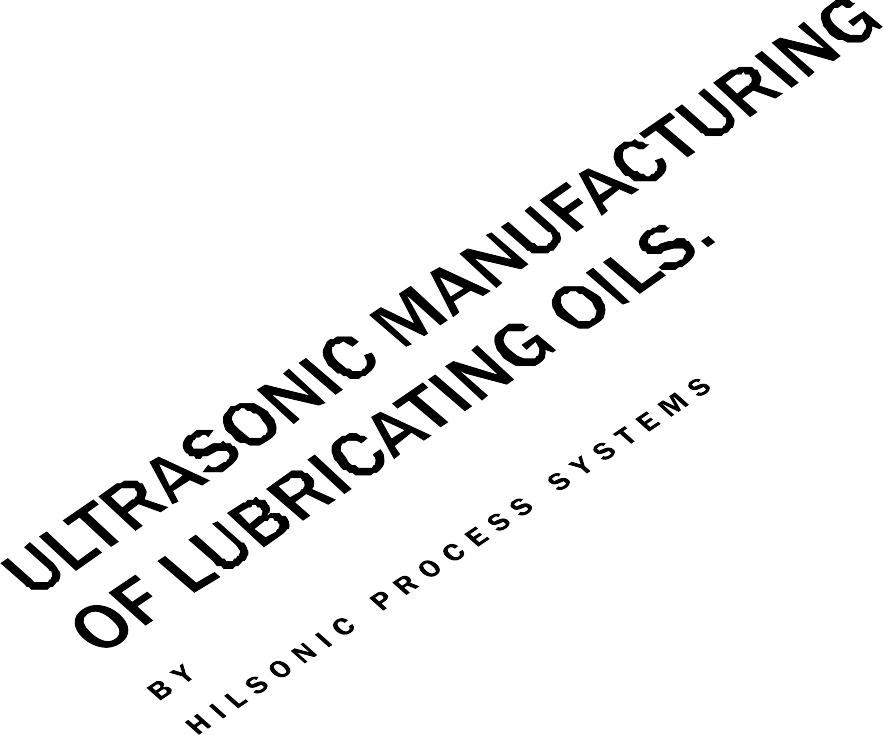 ULTRASONIC MANUFACTURING
OF LUBRICATING OILS.
BY
HILSONIC PROCESS SYSTEMS